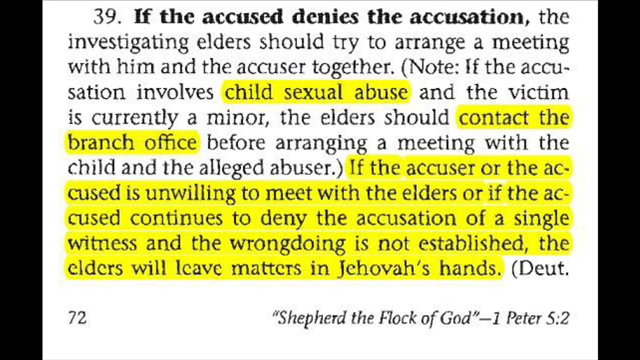 39. If the accused denies the accusation, the
investigating elders should try to arrange a meeting
with him and the accuser together. (Note: If the accu-
sation involves child sexual abuse and the victim
is currently a minor, the elders should contact the
branch office before arranging a meeting with the
child and the alleged abuser.) If the accuser or the ac-
cused is unwilling to meet with the elders or if the ac-
cused continues to deny the accusation of a single
witness and the wrongdoing is not established, the
elders will leave matters in Jehovah's hands. (Deut.
72 "Shepherd the Flock of God"—1 Peter 5:2